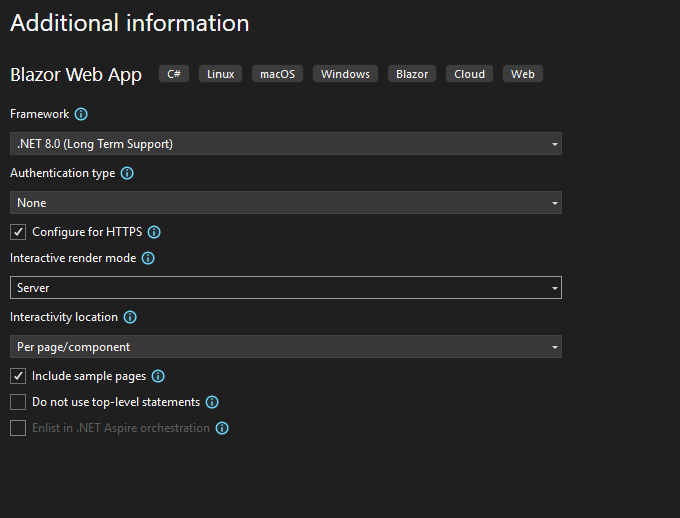 Additional information
Blazor Web App C# Linux macOS Windows Blazor Cloud Web
Framework
.NET 8.0 (Long Term Support)
Authentication type
None
Configure for HTTPS
Interactive render mode
Server
Interactivity location
Per page/component
Include sample pages
Do not use top-level statements
Enlist in .NET Aspire orchestration